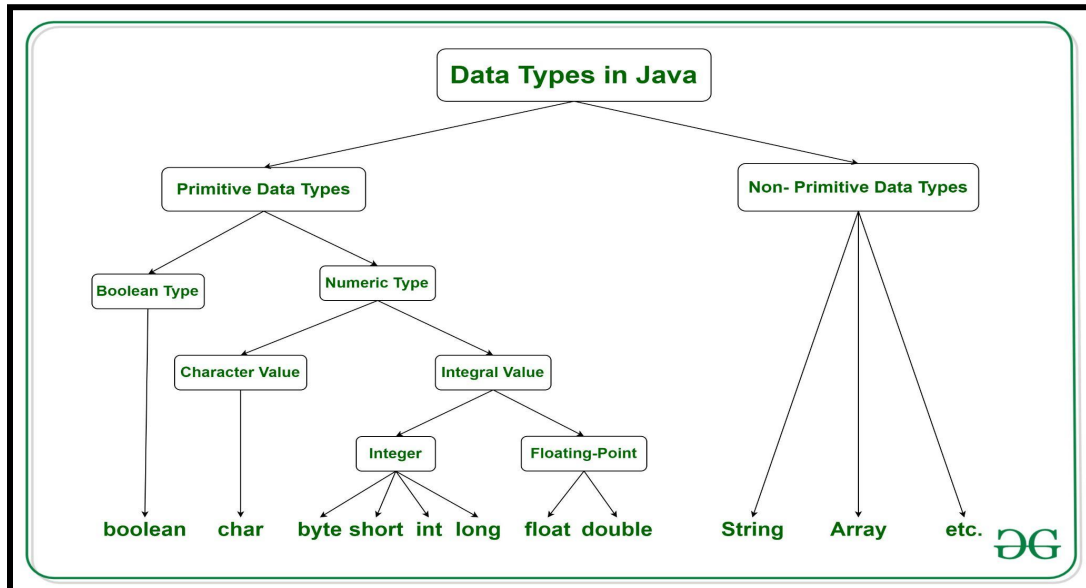 Data Types in Java
Primitive Data Types
Non- Primitive Data Types
Boolean Type
Numeric Type
Character Value
Integral Value
Integer
Floating-Point
boolean char byte short int long float double String Array etc.